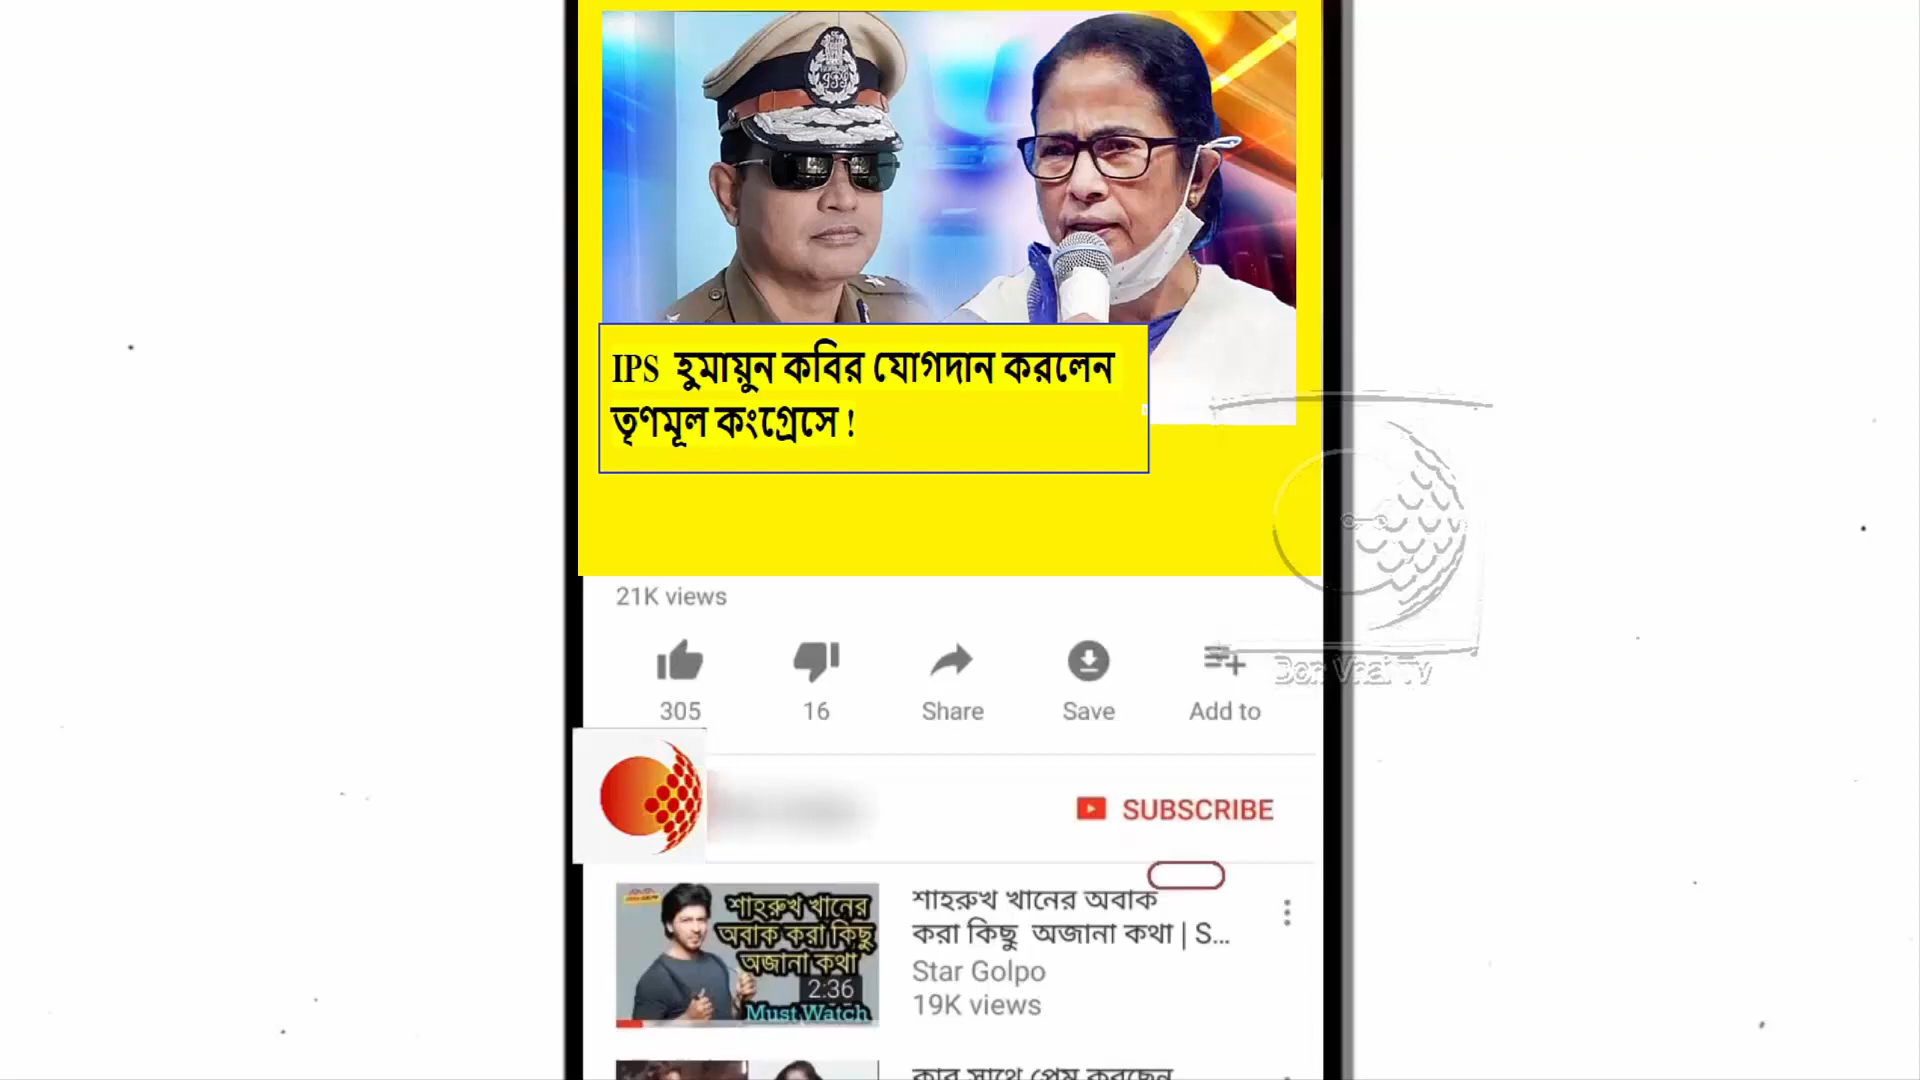 IPS হুমায়ুন কবির যোগদান করলেন
তৃণমূল কংগ্রেসে !
21K views
305
16
Share
Save
Add to
SUBSCRIBE
শাহরুখ খানের
অবাক করা কিছু
অজানা কথা
2:36
Must Watch
শাহরুখ খানের অবাক
করা কিছু অজানা কথা | S...
Star Golpo
19K views
কার সাথে প্রেম করছেন